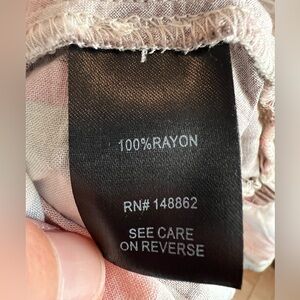 100%RAYON
RN# 148862
SEE CARE
ON REVERSE